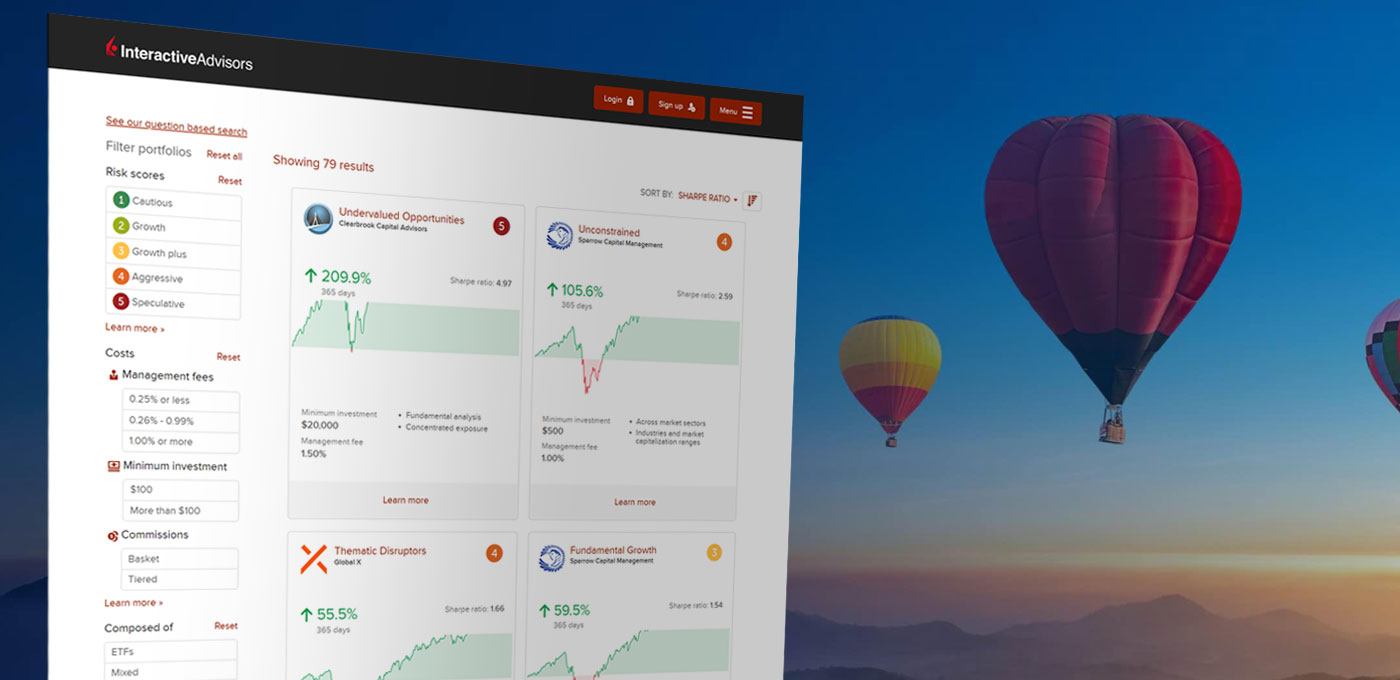 InteractiveAdvisors
Login
Sign up
Menu
See our question based search
Filter portfolios
Reset all
Risk scores
Reset
1 Cautious
2 Growth
3 Growth plus
4 Aggressive
5 Speculative
Learn more »
Costs
Reset
Management fees
0.25% or less
0.26% - 0.99%
1.00% or more
Minimum investment
$100
More than $100
Commissions
Basket
Tiered
Learn more »
Composed of
Reset
ETFs
Mixed
Showing 79 results
SORT BY: SHARPE RATIO
Undervalued Opportunities
Clearbrook Capital Advisors
5
209.9%
365 days
Sharpe ratio: 4.97
Minimum investment
$20,000
Management fee
1.50%
• Fundamental analysis
• Concentrated exposure
Learn more
Unconstrained
Sparrow Capital Management
4
105.6%
365 days
Sharpe ratio: 2.59
Minimum investment
$500
Management fee
1.00%
• Across market sectors
• Industries and market
capitalization ranges
Learn more
Thematic Disruptors
Global X
4
55.5%
365 days
Sharpe ratio: 1.66
Fundamental Growth
Sparrow Capital Management
3
59.5%
365 days
Sharpe ratio: 1.54